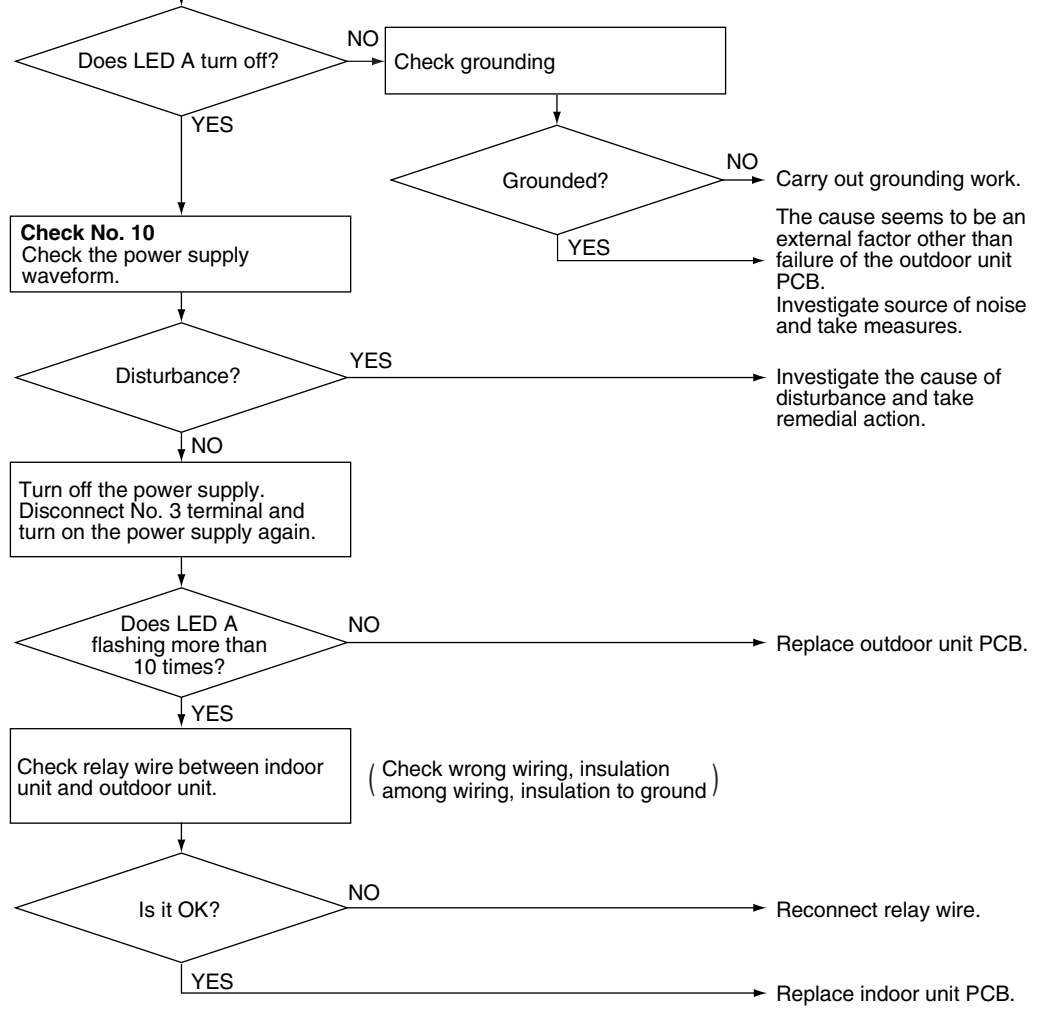 Does LED A turn off?
NO
Check grounding
YES
Grounded?
NO
Carry out grounding work.
YES
The cause seems to be an
external factor other than
failure of the outdoor unit
PCB.
Investigate source of noise
and take measures.
Check No. 10
Check the power supply
waveform.
Disturbance?
YES
Investigate the cause of
disturbance and take
remedial action.
NO
Turn off the power supply.
Disconnect No. 3 terminal and
turn on the power supply again.
Does LED A
flashing more than
10 times?
NO
Replace outdoor unit PCB.
YES
Check relay wire between indoor
unit and outdoor unit.
( Check wrong wiring, insulation
among wiring, insulation to ground )
Is it OK?
NO
Reconnect relay wire.
YES
Replace indoor unit PCB.